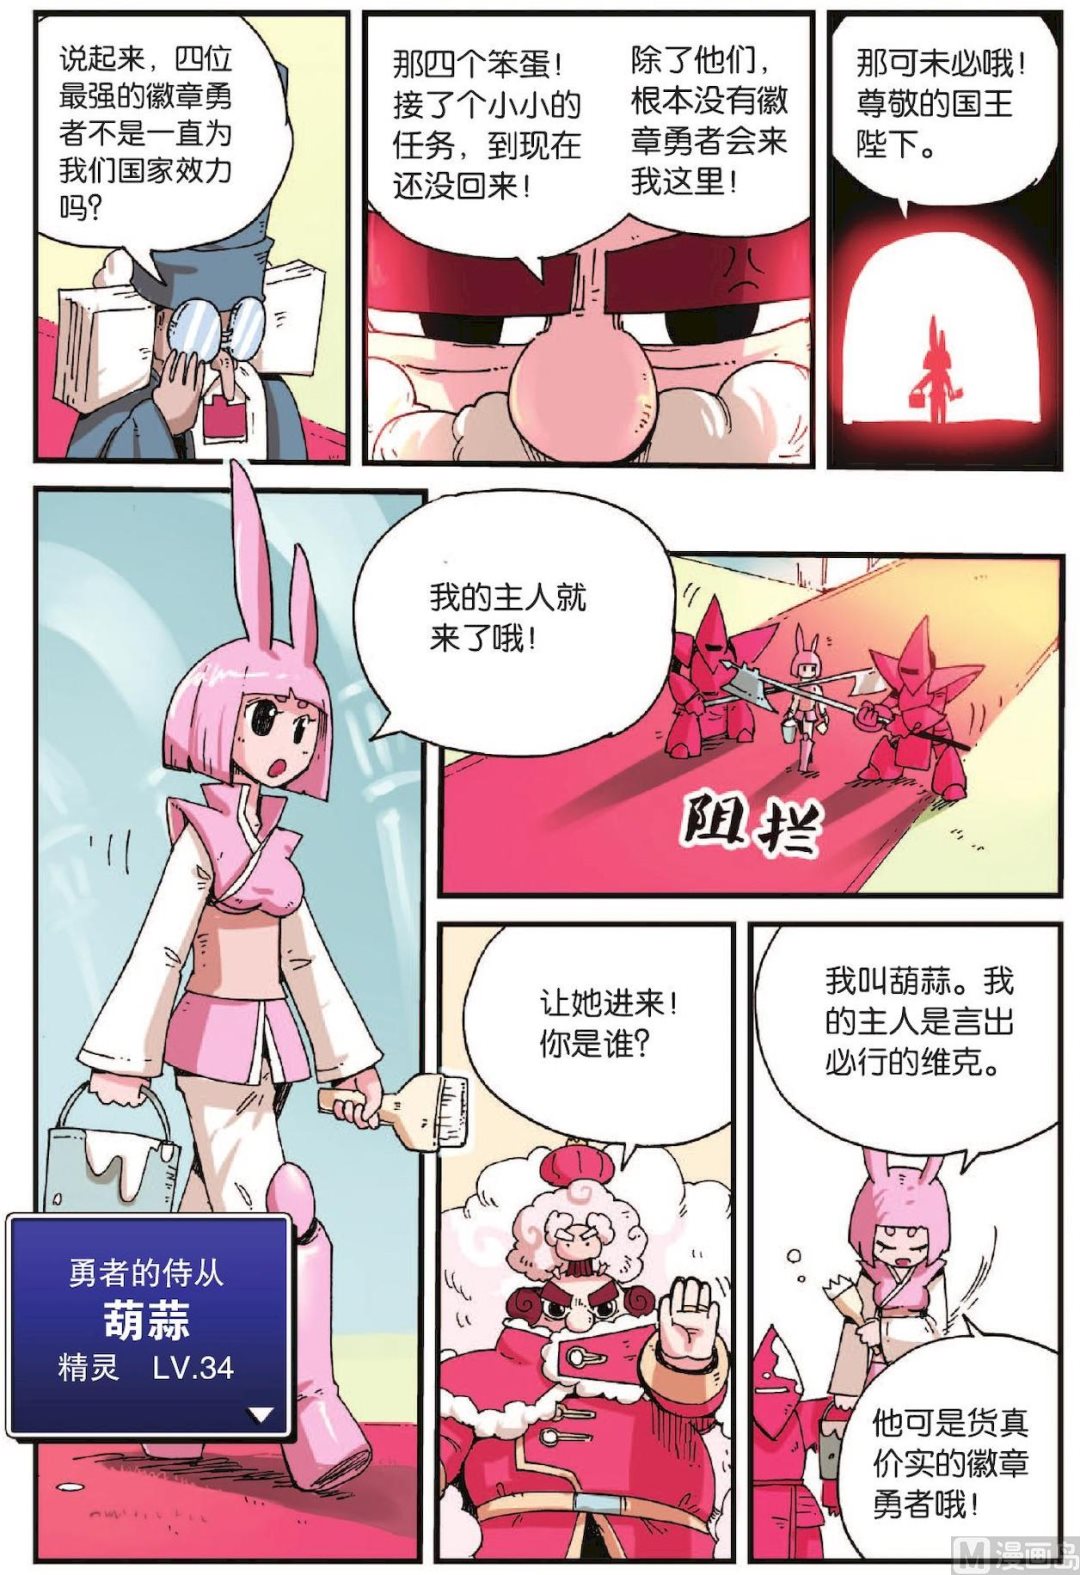 说起来，四位
最强的徽章勇
者不是一直为
我们国家效力
吗？
那四个笨蛋！
接了个小小的
任务，到现在
还没回来！
除了他们，
根本没有徽
章勇者会来
我这里！
那可未必哦！
尊敬的国王
陛下。
我的主人就
来了哦！
阻拦
勇者的侍从
葫蒜
精灵 LV.34
让她进来！
你是谁？
我叫葫蒜。我
的主人是言出
必行的维克。
他可是货真
价实的徽章
勇者哦！
M 漫画岛